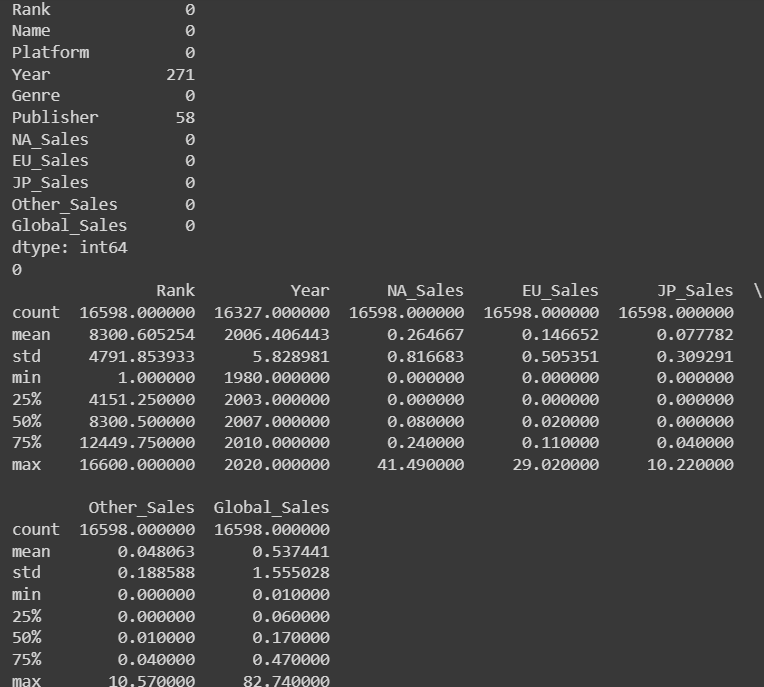 Rank 0
Name 0
Platform 0
Year 271
Genre 0
Publisher 58
NA_Sales 0
EU_Sales 0
JP_Sales 0
Other_Sales 0
Global_Sales 0
dtype: int64
0
Rank Year NA_Sales EU_Sales JP_Sales \
count 16598.000000 16327.000000 16598.000000 16598.000000 16598.000000
mean 8300.605254 2006.406443 0.264667 0.146652 0.077782
std 4791.853933 5.828981 0.816683 0.505351 0.309291
min 1.000000 1980.000000 0.000000 0.000000 0.000000
25% 4151.250000 2003.000000 0.000000 0.000000 0.000000
50% 8300.500000 2007.000000 0.080000 0.020000 0.000000
75% 12449.750000 2010.000000 0.240000 0.110000 0.040000
max 16600.000000 2020.000000 41.490000 29.020000 10.220000
Other_Sales Global_Sales
count 16598.000000 16598.000000
mean 0.048063 0.537441
std 0.188588 1.555028
min 0.000000 0.010000
25% 0.000000 0.060000
50% 0.010000 0.170000
75% 0.040000 0.470000
max 10.570000 82.740000